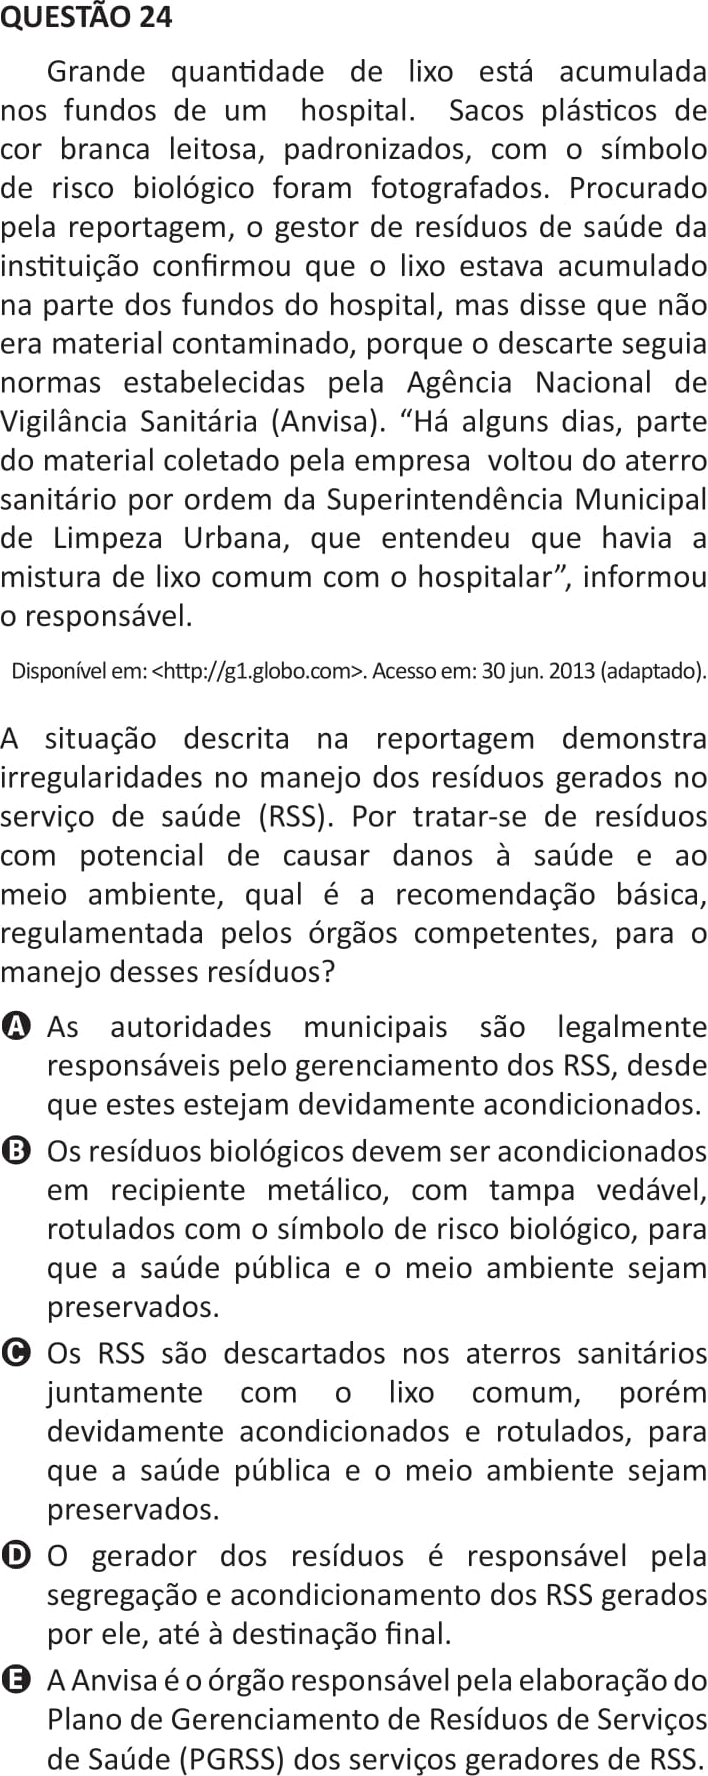 QUESTÃO 24
Grande quantidade de lixo está acumulada
nos fundos de um hospital. Sacos plásticos de
cor branca leitosa, padronizados, com o símbolo
de risco biológico foram fotografados. Procurado
pela reportagem, o gestor de resíduos de saúde da
instituição confirmou que o lixo estava acumulado
na parte dos fundos do hospital, mas disse que não
era material contaminado, porque o descarte seguia
normas estabelecidas pela Agência Nacional de
Vigilância Sanitária (Anvisa). “Há alguns dias, parte
do material coletado pela empresa voltou do aterro
sanitário por ordem da Superintendência Municipal
de Limpeza Urbana, que entendeu que havia a
mistura de lixo comum com o hospitalar”, informou
o responsável.
Disponível em: <http://g1.globo.com>. Acesso em: 30 jun. 2013 (adaptado).
A situação descrita na reportagem demonstra
irregularidades no manejo dos resíduos gerados no
serviço de saúde (RSS). Por tratar-se de resíduos
com potencial de causar danos à saúde e ao
meio ambiente, qual é a recomendação básica,
regulamentada pelos órgãos competentes, para o
manejo desses resíduos?
A As autoridades municipais são legalmente
responsáveis pelo gerenciamento dos RSS, desde
que estes estejam devidamente acondicionados.
B Os resíduos biológicos devem ser acondicionados
em recipiente metálico, com tampa vedável,
rotulados com o símbolo de risco biológico, para
que a saúde pública e o meio ambiente sejam
preservados.
C Os RSS são descartados nos aterros sanitários
juntamente com o lixo comum, porém
devidamente acondicionados e rotulados, para
que a saúde pública e o meio ambiente sejam
preservados.
D O gerador dos resíduos é responsável pela
segregação e acondicionamento dos RSS gerados
por ele, até à destinação final.
E A Anvisa é o órgão responsável pela elaboração do
Plano de Gerenciamento de Resíduos de Serviços
de Saúde (PGRSS) dos serviços geradores de RSS.